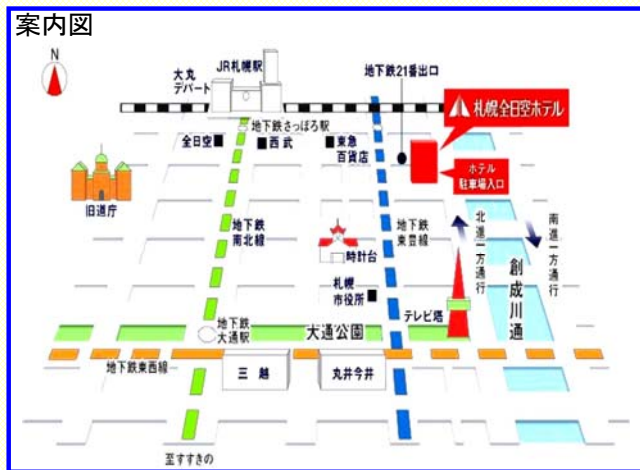 案内図
N
JR札幌駅
大丸
デパート
地下鉄21番出口
札幌全日空ホテル
地下鉄さっぽろ駅
全日空
西武
東急
百貨店
ホテル
駐車場入口
旧道庁
地下鉄
南北線
時計台
地下鉄
東豊線
北進一方通行
南進一方通行
創成川通
札幌
市役所
テレビ塔
地下鉄
大通駅
大通公園
地下鉄東西線
三越
丸井今井
至すすきの